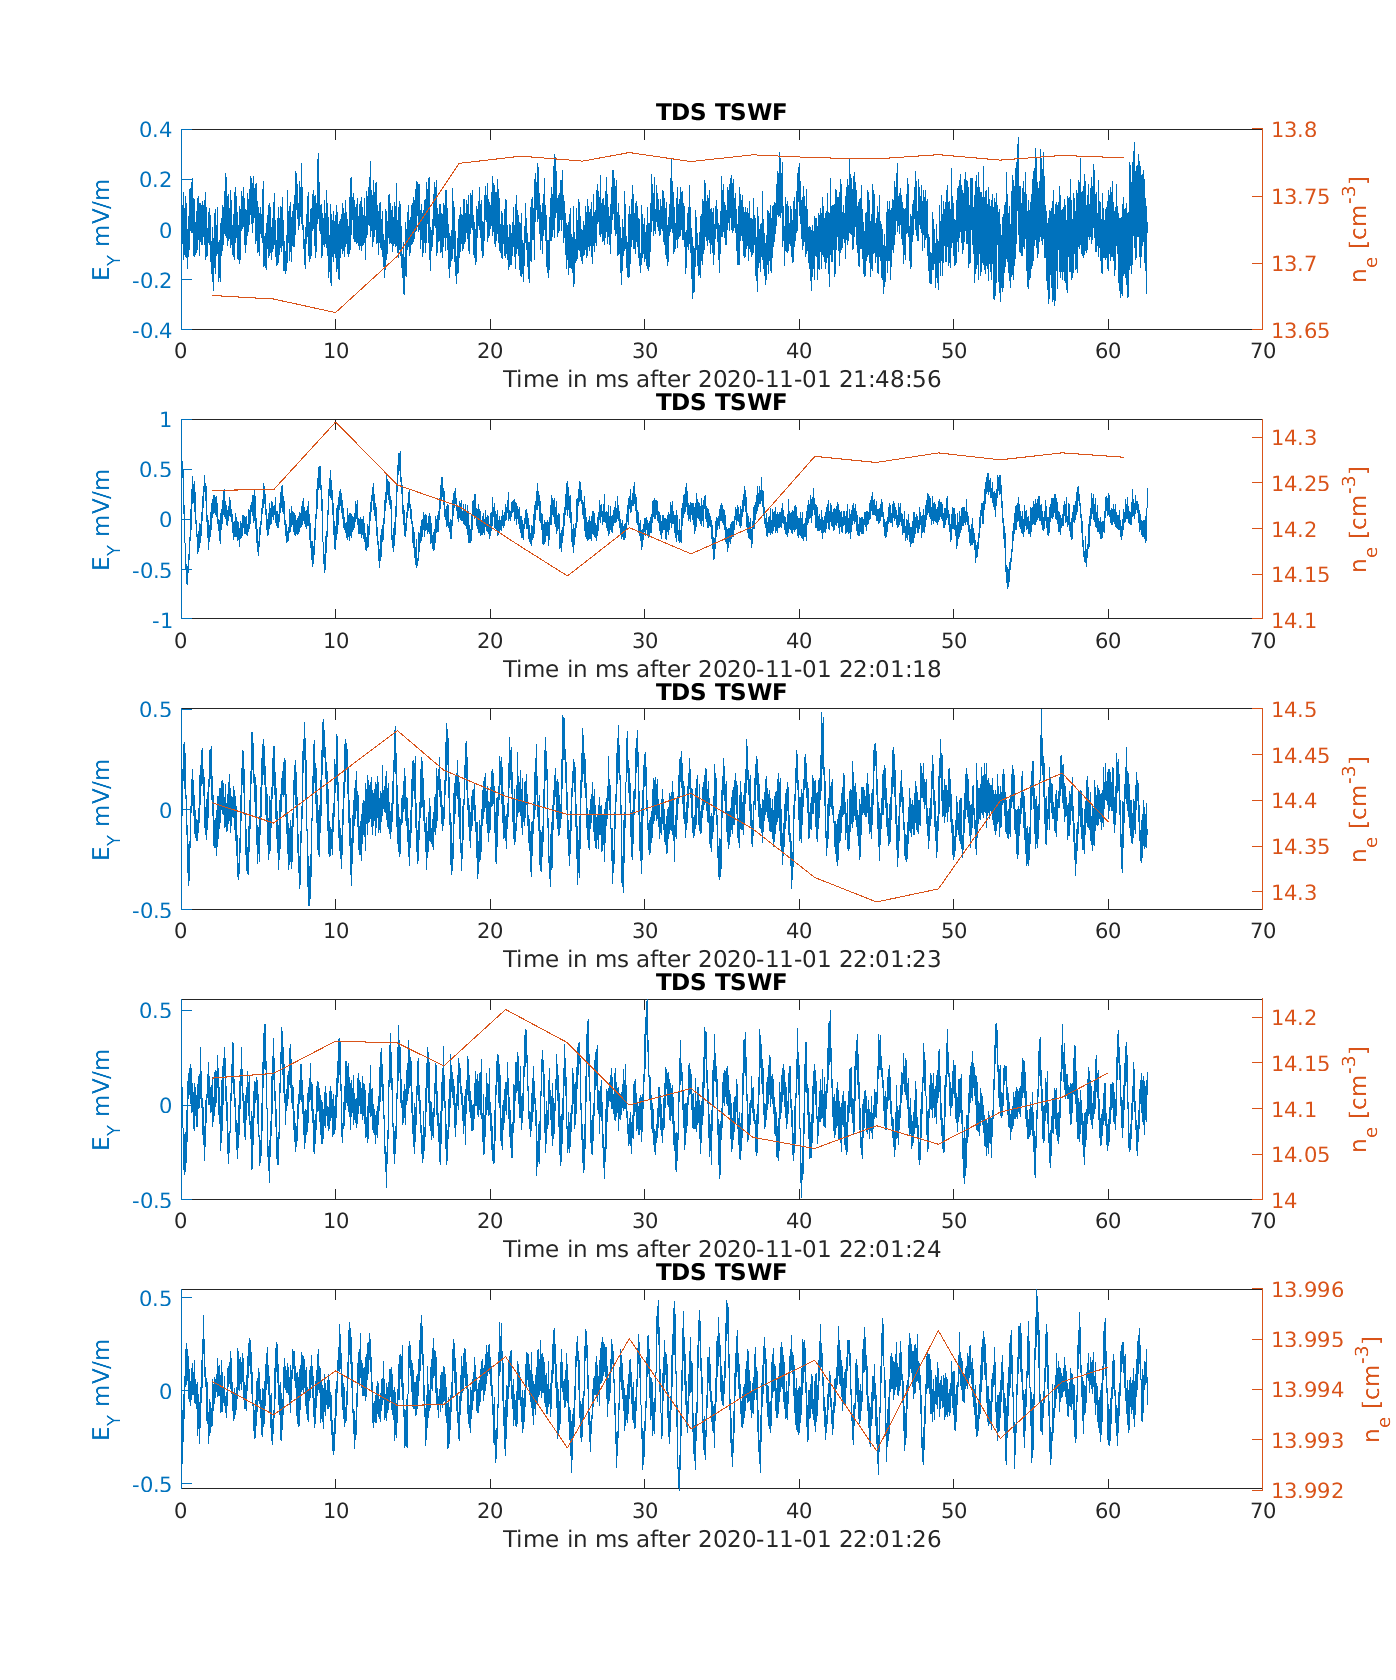 TDS TSWF
0.4
0.2
0
-0.2
-0.4
E_Y mV/m
13.8
13.75
13.7
13.65
n_e [cm^-3]
0 10 20 30 40 50 60 70
Time in ms after 2020-11-01 21:48:56
TDS TSWF
1
0.5
0
-0.5
-1
E_Y mV/m
14.3
14.25
14.2
14.15
14.1
n_e [cm^-3]
0 10 20 30 40 50 60 70
Time in ms after 2020-11-01 22:01:18
TDS TSWF
0.5
0
-0.5
E_Y mV/m
14.5
14.45
14.4
14.35
14.3
n_e [cm^-3]
0 10 20 30 40 50 60 70
Time in ms after 2020-11-01 22:01:23
TDS TSWF
0.5
0
-0.5
E_Y mV/m
14.2
14.15
14.1
14.05
14
n_e [cm^-3]
0 10 20 30 40 50 60 70
Time in ms after 2020-11-01 22:01:24
TDS TSWF
0.5
0
-0.5
E_Y mV/m
13.996
13.995
13.994
13.993
13.992
n_e [cm^-3]
0 10 20 30 40 50 60 70
Time in ms after 2020-11-01 22:01:26